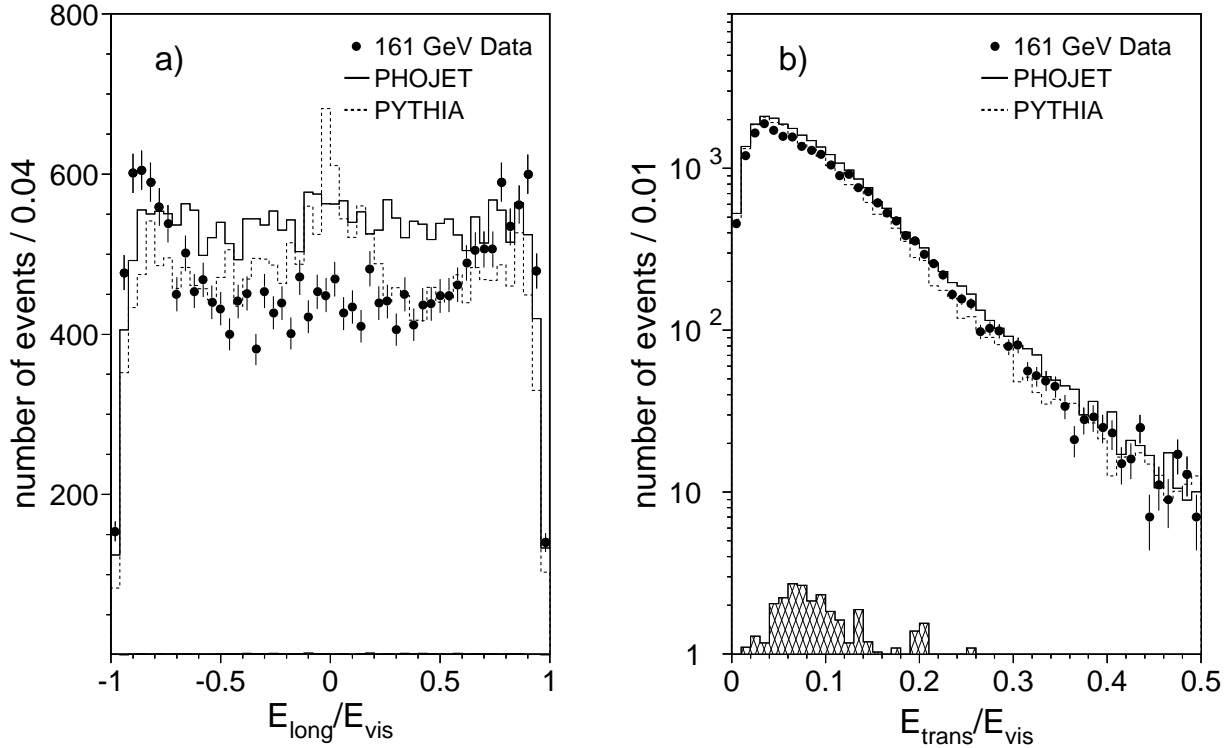 a)
161 GeV Data
PHOJET
PYTHIA
number of events / 0.04
800
600
400
200
-1 -0.5 0 0.5 1
E_long/E_vis
b)
161 GeV Data
PHOJET
PYTHIA
number of events / 0.01
10^3
10^2
10
1
0 0.1 0.2 0.3 0.4 0.5
E_trans/E_vis